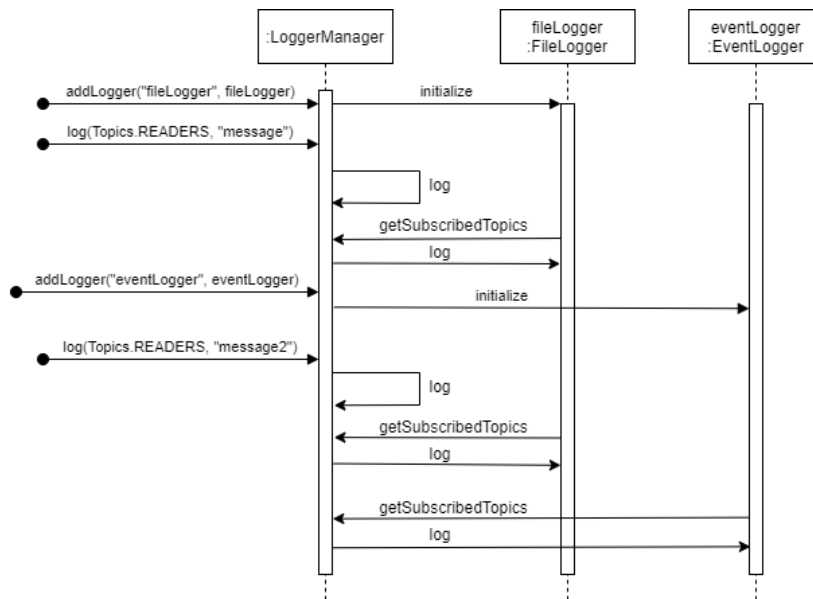 :LoggerManager
fileLogger
:FileLogger
eventLogger
:EventLogger
addLogger("fileLogger", fileLogger)
initialize
log(Topics.READERS, "message")
log
getSubscribedTopics
log
addLogger("eventLogger", eventLogger)
initialize
log(Topics.READERS, "message2")
log
getSubscribedTopics
log
getSubscribedTopics
log